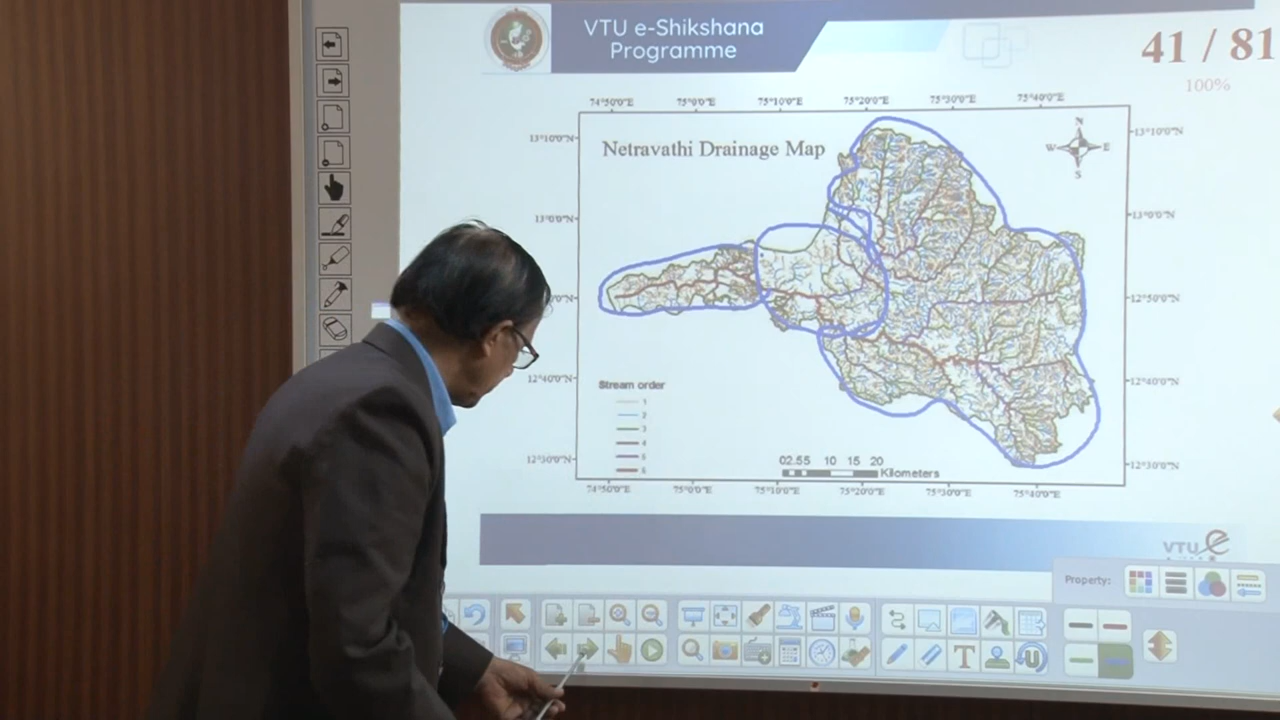 VTU e-Shikshana
Programme
41 / 81
100%
74°50'0"E 75°0'0"E 75°10'0"E 75°20'0"E 75°30'0"E 75°40'0"E
13°10'0"N
13°10'0"N
Netravathi Drainage Map
N
W E
S
13°0'0"N
13°0'0"N
12°50'0"N
12°40'0"N
12°40'0"N
Stream order
1
2
3
4
5
6
02.55 10 15 20
Kilometers
12°30'0"N
12°30'0"N
74°50'0"E 75°0'0"E 75°10'0"E 75°20'0"E 75°30'0"E 75°40'0"E
VTU e
Property:
T